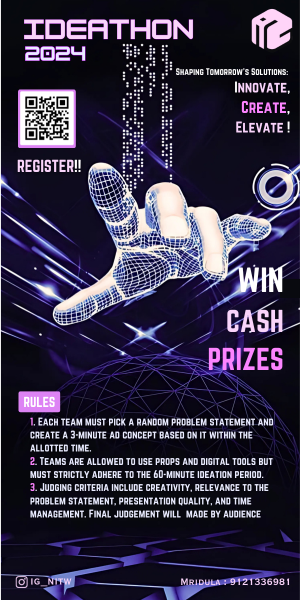 IDEATHON
2024
Shaping Tomorrow's Solutions:
Innovate,
Create,
Elevate !
REGISTER!!
WIN
CASH
PRIZES
RULES
1. Each team must pick a random problem statement and
create a 3-minute ad concept based on it within the
allotted time.
2. Teams are allowed to use props and digital tools but
must strictly adhere to the 60-minute ideation period.
3. Judging criteria include creativity, relevance to the
problem statement, presentation quality, and time
management. Final judgement will made by audience
IG_NITW
Mridula : 9121336981